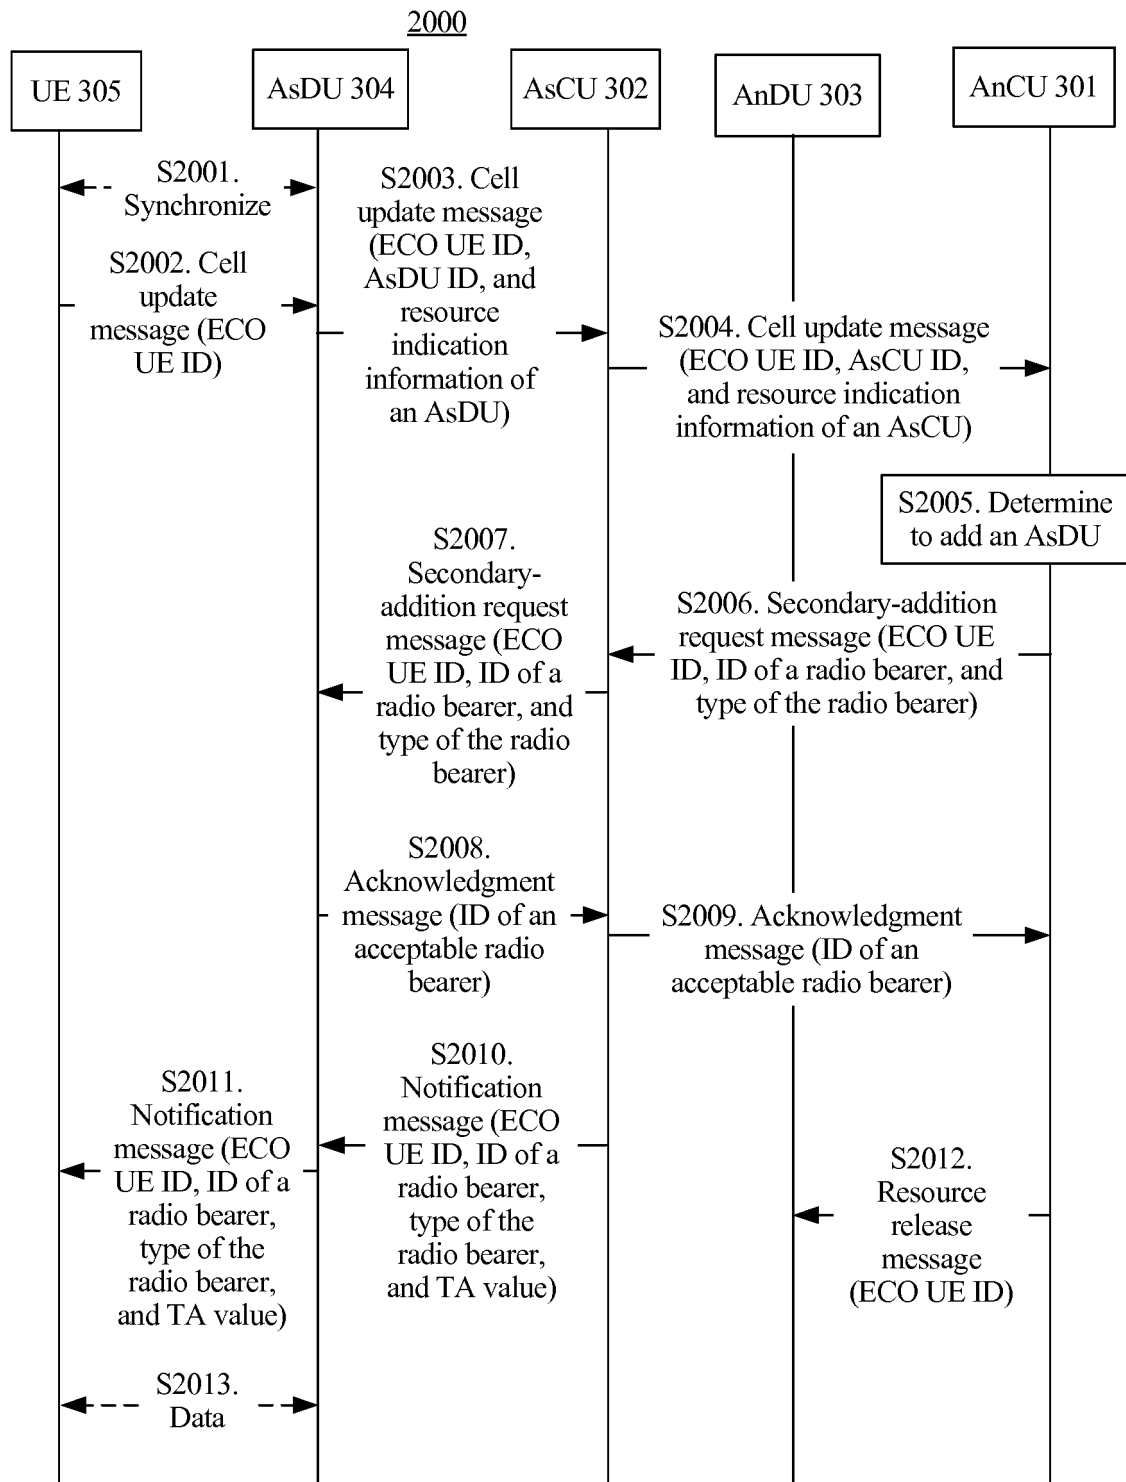 2000
UE 305
AsDU 304
AsCU 302
AnDU 303
AnCU 301
S2001.
Synchronize
S2002. Cell
update
message (ECO
UE ID)
S2003. Cell
update message
(ECO UE ID,
AsDU ID, and
resource
indication
information of
an AsDU)
S2004. Cell update message
(ECO UE ID, AsCU ID,
and resource indication
information of an AsCU)
S2005. Determine
to add an AsDU
S2006. Secondary-addition
request message (ECO UE
ID, ID of a radio bearer, and
type of the radio bearer)
S2007.
Secondary-
addition request
message (ECO
UE ID, ID of a
radio bearer, and
type of the radio
bearer)
S2008.
Acknowledgment
message (ID of an
acceptable radio
bearer)
S2009. Acknowledgment
message (ID of an
acceptable radio bearer)
S2010.
Notification
message (ECO
UE ID, ID of a
radio bearer,
type of the
radio bearer,
and TA value)
S2011.
Notification
message (ECO
UE ID, ID of a
radio bearer,
type of the
radio bearer,
and TA value)
S2012.
Resource
release
message
(ECO UE ID)
S2013.
Data